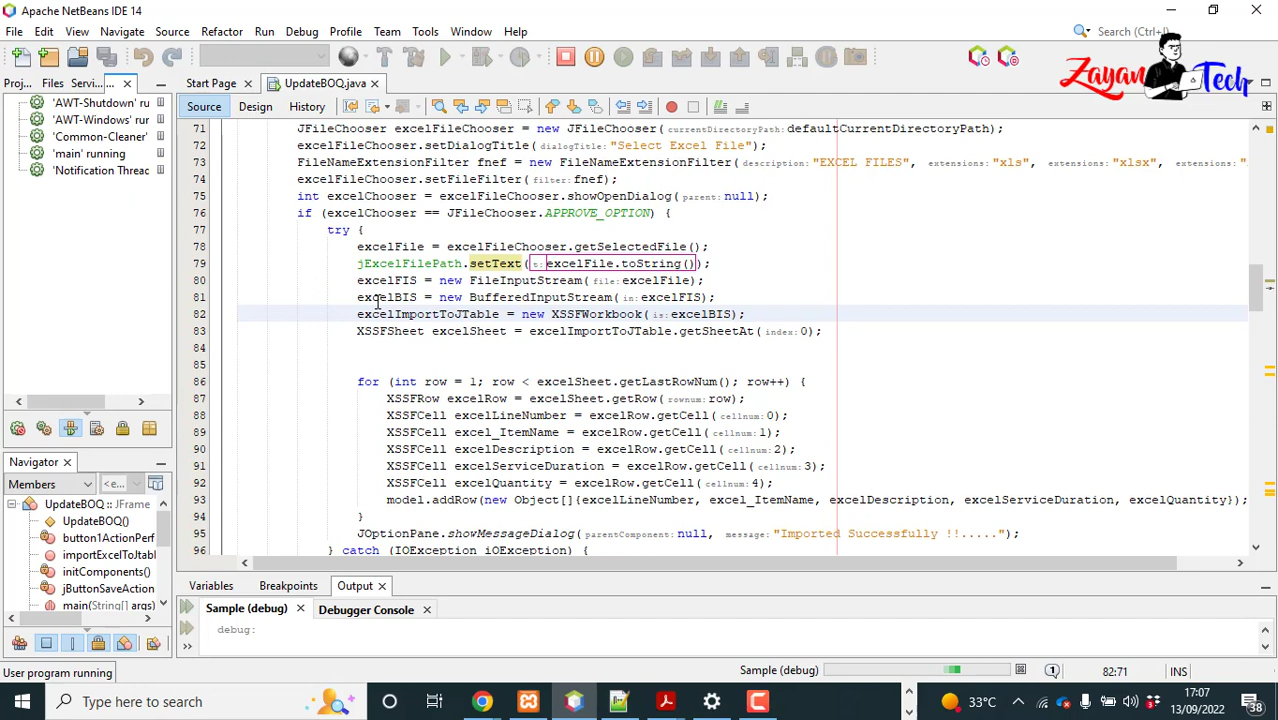 Apache NetBeans IDE 14
File Edit View Navigate Source Refactor Run Debug Profile Team Tools Window Help
Search (Ctrl+I)
Zayan Tech
Proj... Files Servi...
Start Page UpdateBOQ.java
Source Design History
'AWT-Shutdown' ru
'AWT-Windows' run
'Common-Cleaner'
'main' running
'Notification Threac
71 JFileChooser excelFileChooser = new JFileChooser(currentDirectoryPath: defaultCurrentDirectoryPath);
72 excelFileChooser.setDialogTitle(dialogTitle: "Select Excel File");
73 FileNameExtensionFilter fnef = new FileNameExtensionFilter(description: "EXCEL FILES", extensions: "xls", extensions: "xlsx", extensions: "x
74 excelFileChooser.setFileFilter(filter: fnef);
75 int excelChooser = excelFileChooser.showOpenDialog(parent: null);
76 if (excelChooser == JFileChooser.APPROVE_OPTION) {
77 try {
78 excelFile = excelFileChooser.getSelectedFile();
79 jExcelFilePath.setText(t: excelFile.toString());
80 excelFIS = new FileInputStream(file: excelFile);
81 excelBIS = new BufferedInputStream(in: excelFIS);
82 excelImportToJTable = new XSSFWorkbook(is: excelBIS);
83 XSSFSheet excelSheet = excelImportToJTable.getSheetAt(index: 0);
84
85
86 for (int row = 1; row < excelSheet.getLastRowNum(); row++) {
87 XSSFRow excelRow = excelSheet.getRow(rownum: row);
88 XSSFCell excelLineNumber = excelRow.getCell(cellnum: 0);
89 XSSFCell excel_ItemName = excelRow.getCell(cellnum: 1);
90 XSSFCell excelDescription = excelRow.getCell(cellnum: 2);
91 XSSFCell excelServiceDuration = excelRow.getCell(cellnum: 3);
92 XSSFCell excelQuantity = excelRow.getCell(cellnum: 4);
93 model.addRow(new Object[]{excelLineNumber, excel_ItemName, excelDescription, excelServiceDuration, excelQuantity});
94 }
95 JOptionPane.showMessageDialog(parentComponent: null, message: "Imported Successfully !!.....");
96 } catch (IOException iOException) {
Navigator
Members <e...
UpdateBOQ :: JFrame
UpdateBOQ()
button1ActionPerf
importExcelToJtabl
initComponents()
jButtonSaveAction
main(String[] args)
Variables Breakpoints Output
Sample (debug) Debugger Console
debug:
User program running
Sample (debug)
1
82:71
INS
Type here to search
33°C
17:07
13/09/2022
38